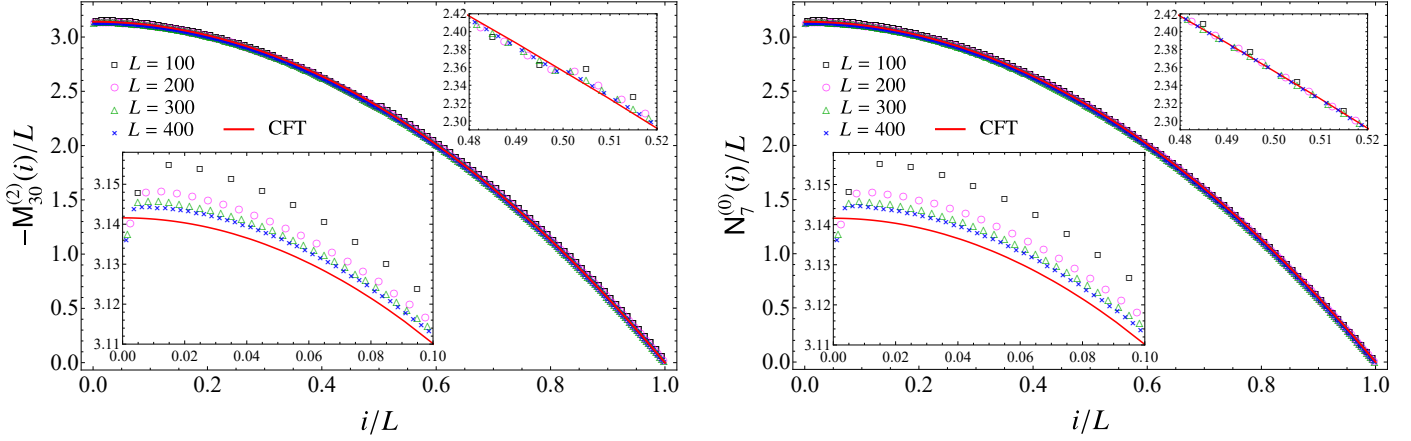 −M₃₀⁽²⁾(i)/L
3.0
2.5
2.0
1.5
1.0
0.5
0.0
0.0 0.2 0.4 0.6 0.8 1.0
i/L
L = 100
L = 200
L = 300
L = 400
CFT
2.42
2.40
2.38
2.36
2.34
2.32
2.30
0.48 0.49 0.50 0.51 0.52
3.15
3.14
3.13
3.12
3.11
0.00 0.02 0.04 0.06 0.08 0.10
N₇⁽⁰⁾(i)/L
3.0
2.5
2.0
1.5
1.0
0.5
0.0
0.0 0.2 0.4 0.6 0.8 1.0
i/L
L = 100
L = 200
L = 300
L = 400
CFT
2.42
2.40
2.38
2.36
2.34
2.32
2.30
0.48 0.49 0.50 0.51 0.52
3.15
3.14
3.13
3.12
3.11
0.00 0.02 0.04 0.06 0.08 0.10